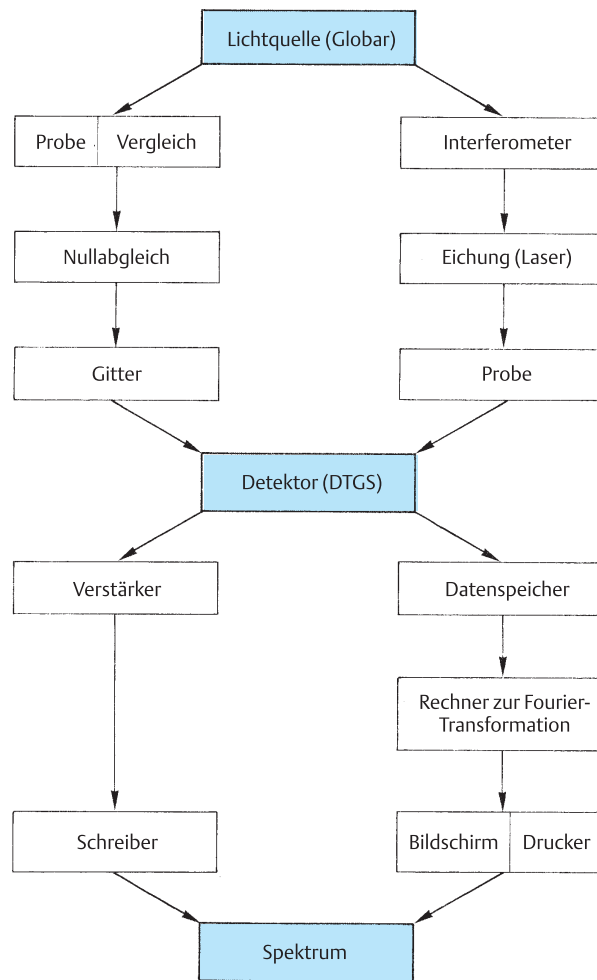 Lichtquelle (Globar)
Probe Vergleich
Interferometer
Nullabgleich
Eichung (Laser)
Gitter
Probe
Detektor (DTGS)
Verstärker
Datenspeicher
Rechner zur Fourier-
Transformation
Schreiber
Bildschirm Drucker
Spektrum